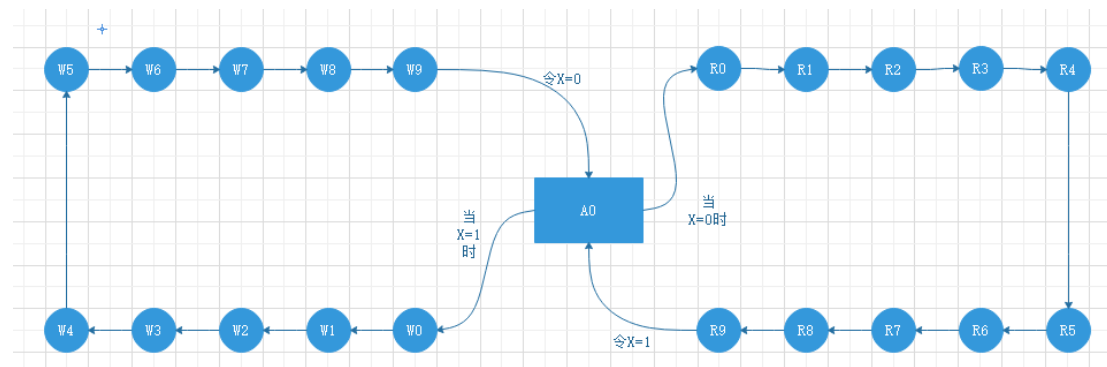 W5
W6
W7
W8
W9
令X=0
R0
R1
R2
R3
R4
A0
当
X=1
时
当
X=0时
W4
W3
W2
W1
W0
令X=1
R9
R8
R7
R6
R5